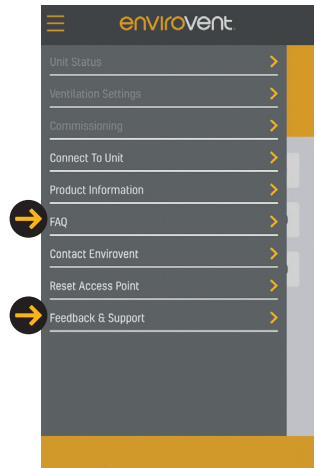 envirovent.
Unit Status
Ventilation Settings
Commissioning
Connect To Unit
Product Information
FAQ
Contact Envirovent
Reset Access Point
Feedback & Support